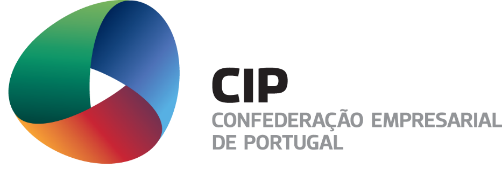 CIP
CONFEDERAÇÃO EMPRESARIAL
DE PORTUGAL